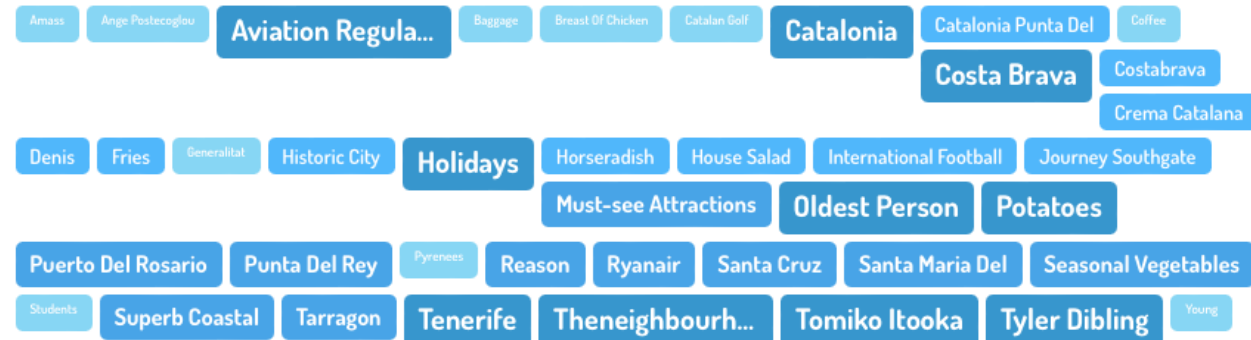 Amass Ange Postecoglou Aviation Regula... Baggage Breast Of Chicken Catalan Golf Catalonia Catalonia Punta Del Coffee
Costa Brava Costabrava
Crema Catalana
Denis Fries Generalitat Historic City Holidays Horseradish House Salad International Football Journey Southgate
Must-see Attractions Oldest Person Potatoes
Puerto Del Rosario Punta Del Rey Pyrenees Reason Ryanair Santa Cruz Santa Maria Del Seasonal Vegetables
Students Superb Coastal Tarragon Tenerife Theneighbourh... Tomiko Itooka Tyler Dibling Young